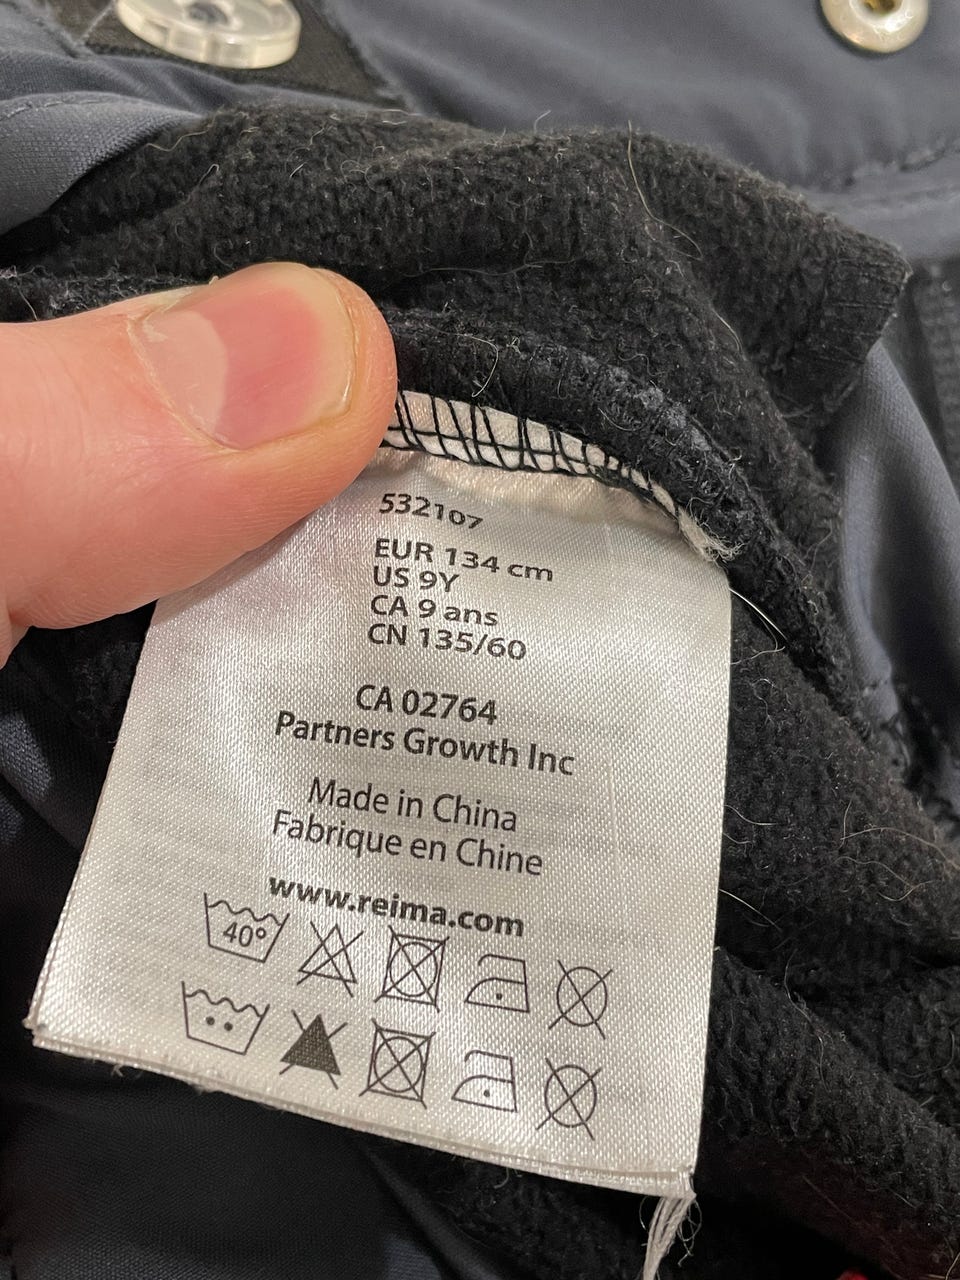 532107
EUR 134 cm
US 9Y
CA 9 ans
CN 135/60
CA 02764
Partners Growth Inc
Made in China
Fabrique en Chine
www.reima.com
40°